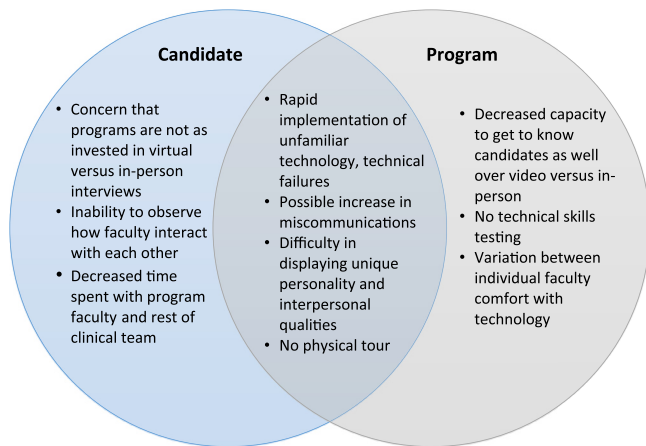 Candidate
• Concern that
programs are not as
invested in virtual
versus in-person
interviews
• Inability to observe
how faculty interact
with each other
• Decreased time
spent with program
faculty and rest of
clinical team
• Rapid
implementation of
unfamiliar
technology, technical
failures
• Possible increase in
miscommunications
• Difficulty in
displaying unique
personality and
interpersonal
qualities
• No physical tour
Program
• Decreased capacity
to get to know
candidates as well
over video versus in-
person
• No technical skills
testing
• Variation between
individual faculty
comfort with
technology